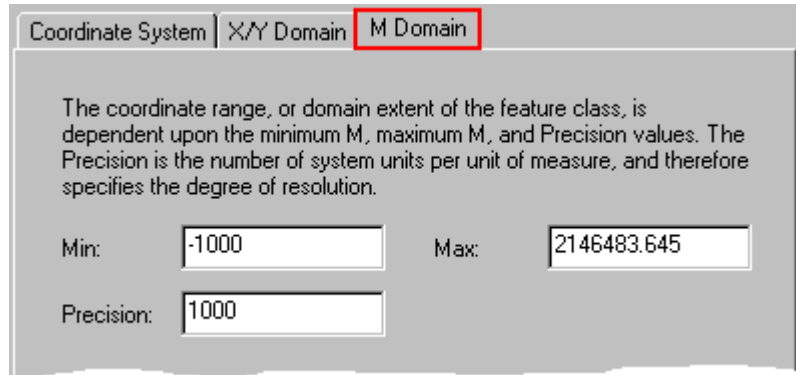 Coordinate System X/Y Domain M Domain
The coordinate range, or domain extent of the feature class, is
dependent upon the minimum M, maximum M, and Precision values. The
Precision is the number of system units per unit of measure, and therefore
specifies the degree of resolution.
Min: -1000 Max: 2146483.645
Precision: 1000